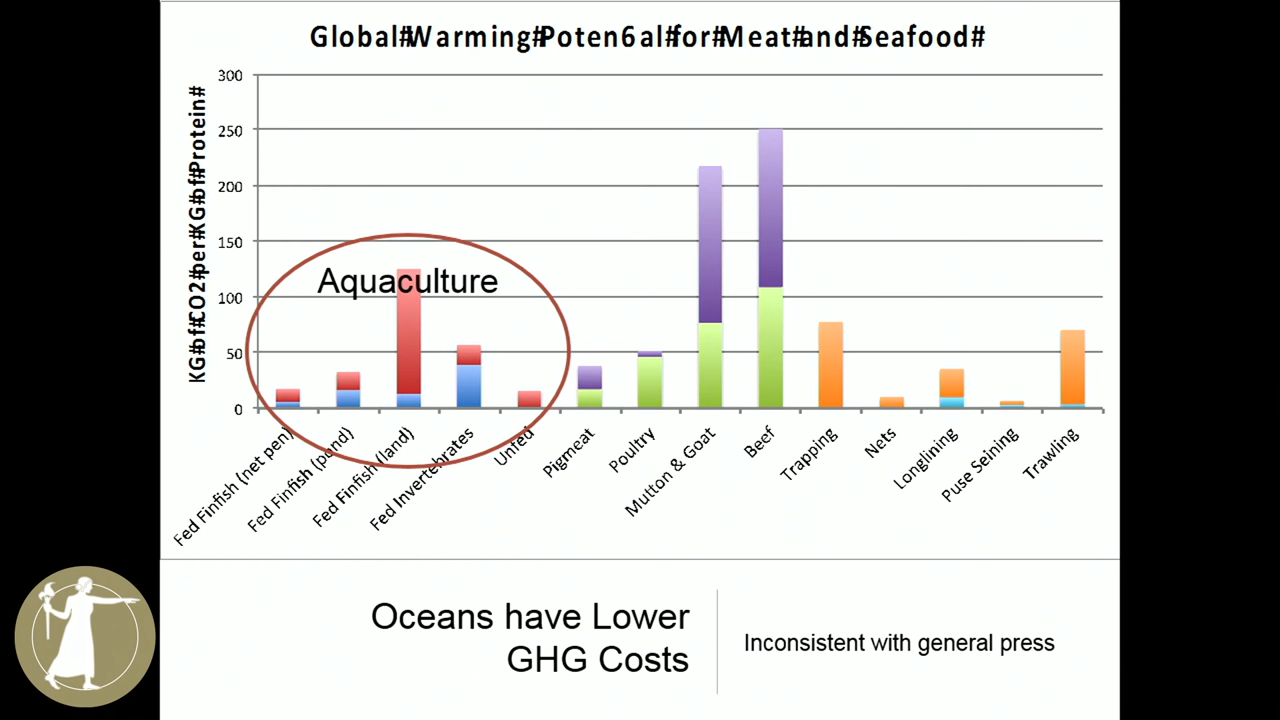 Global#Warming#Poten6al#for#Meat#and#Seafood#
KG#of#CO2#per#KG#of#Protein#
300
250
200
150
100
50
0
Aquaculture
Fed Finfish (net pen)
Fed Finfish (pond)
Fed Finfish (land)
Fed Invertebrates
Unfed
Pigmeat
Poultry
Mutton & Goat
Beef
Trapping
Nets
Longlining
Puse Seining
Trawling
Oceans have Lower
GHG Costs
Inconsistent with general press